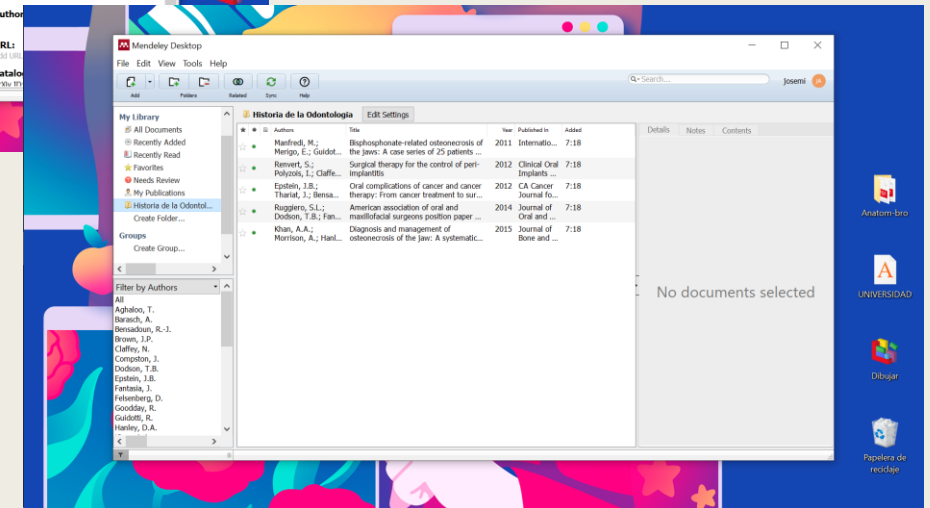 uthor
RL:
dd URL
atalo
Mendeley Desktop
File Edit View Tools Help
Add Folders Related Sync Help
Search...
Josemi
My Library
All Documents
Recently Added
Recently Read
Favorites
Needs Review
My Publications
Historia de la Odontol...
Create Folder...
Groups
Create Group...
Filter by Authors
All
Aghaloo, T.
Barasch, A.
Bensadoun, R.-J.
Brown, J.P.
Claffey, N.
Compston, J.
Dodson, T.B.
Epstein, J.B.
Fantasia, J.
Felsenberg, D.
Goodday, R.
Guidotti, R.
Hanley, D.A.
Historia de la Odontología Edit Settings
Authors Title Year Published In Added
Manfredi, M.; Bisphosphonate-related osteonecrosis of 2011 Internatio... 7:18
Merigo, E.; Guidot... the jaws: A case series of 25 patients ...
Renvert, S.; Surgical therapy for the control of peri- 2012 Clinical Oral 7:18
Polyzois, I.; Claffe... implantitis Implants ...
Epstein, J.B.; Oral complications of cancer and cancer 2012 CA Cancer 7:18
Thariat, J.; Bensa... therapy: From cancer treatment to sur... Journal fo...
Ruggiero, S.L.; American association of oral and 2014 Journal of 7:18
Dodson, T.B.; Fan... maxillofacial surgeons position paper ... Oral and ...
Khan, A.A.; Diagnosis and management of 2015 Journal of 7:18
Morrison, A.; Hanl... osteonecrosis of the jaw: A systematic... Bone and ...
Details Notes Contents
No documents selected
Anatom-bro
UNIVERSIDAD
Dibujar
Papelera de
reciclaje